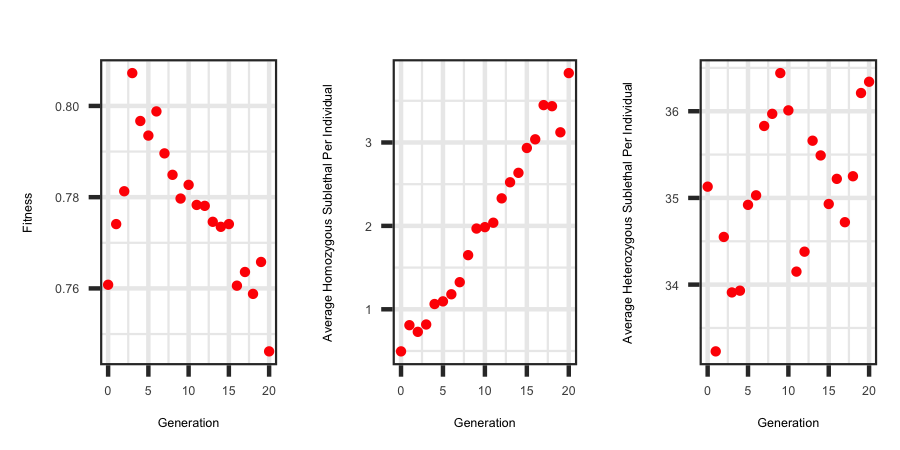 Fitness
0.80
0.78
0.76
0 5 10 15 20
Generation
Average Homozygous Sublethal Per Individual
3
2
1
0 5 10 15 20
Generation
Average Heterozygous Sublethal Per Individual
36
35
34
0 5 10 15 20
Generation